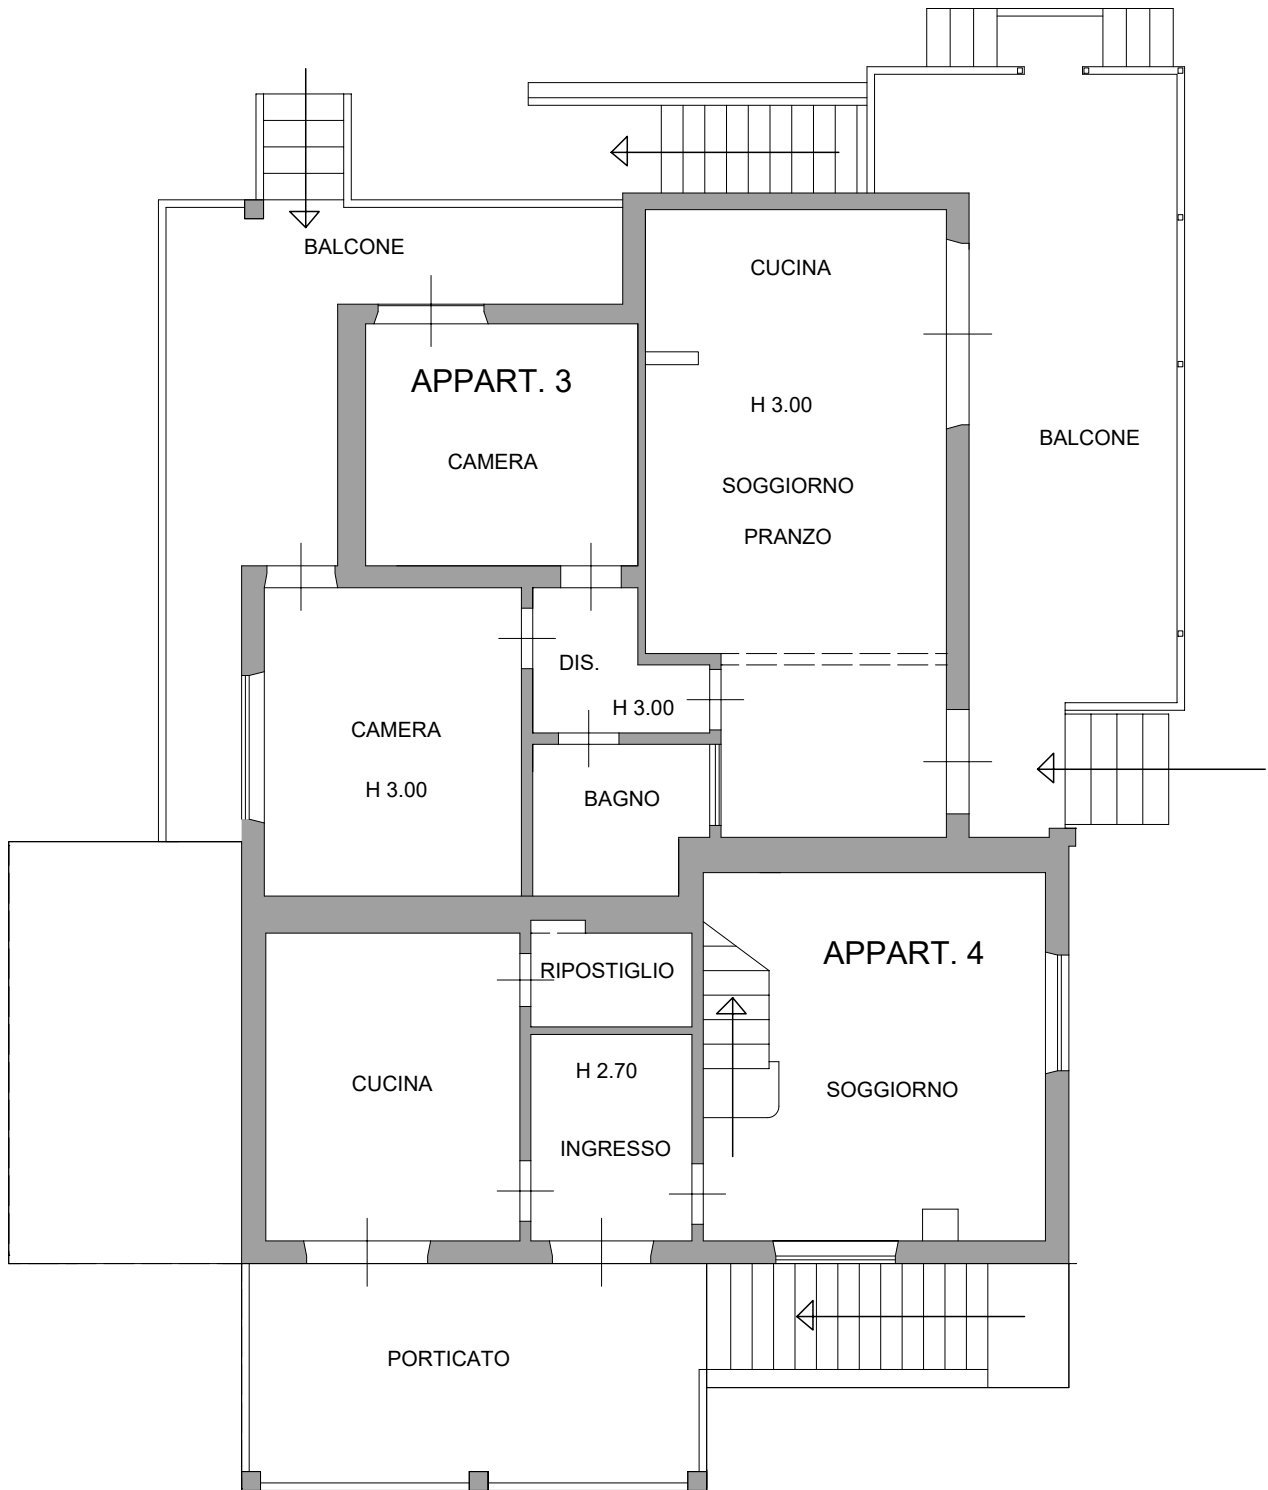 BALCONE
CUCINA
APPART. 3
H 3.00
BALCONE
CAMERA
SOGGIORNO
PRANZO
DIS.
H 3.00
CAMERA
H 3.00
BAGNO
APPART. 4
RIPOSTIGLIO
H 2.70
CUCINA
SOGGIORNO
INGRESSO
PORTICATO